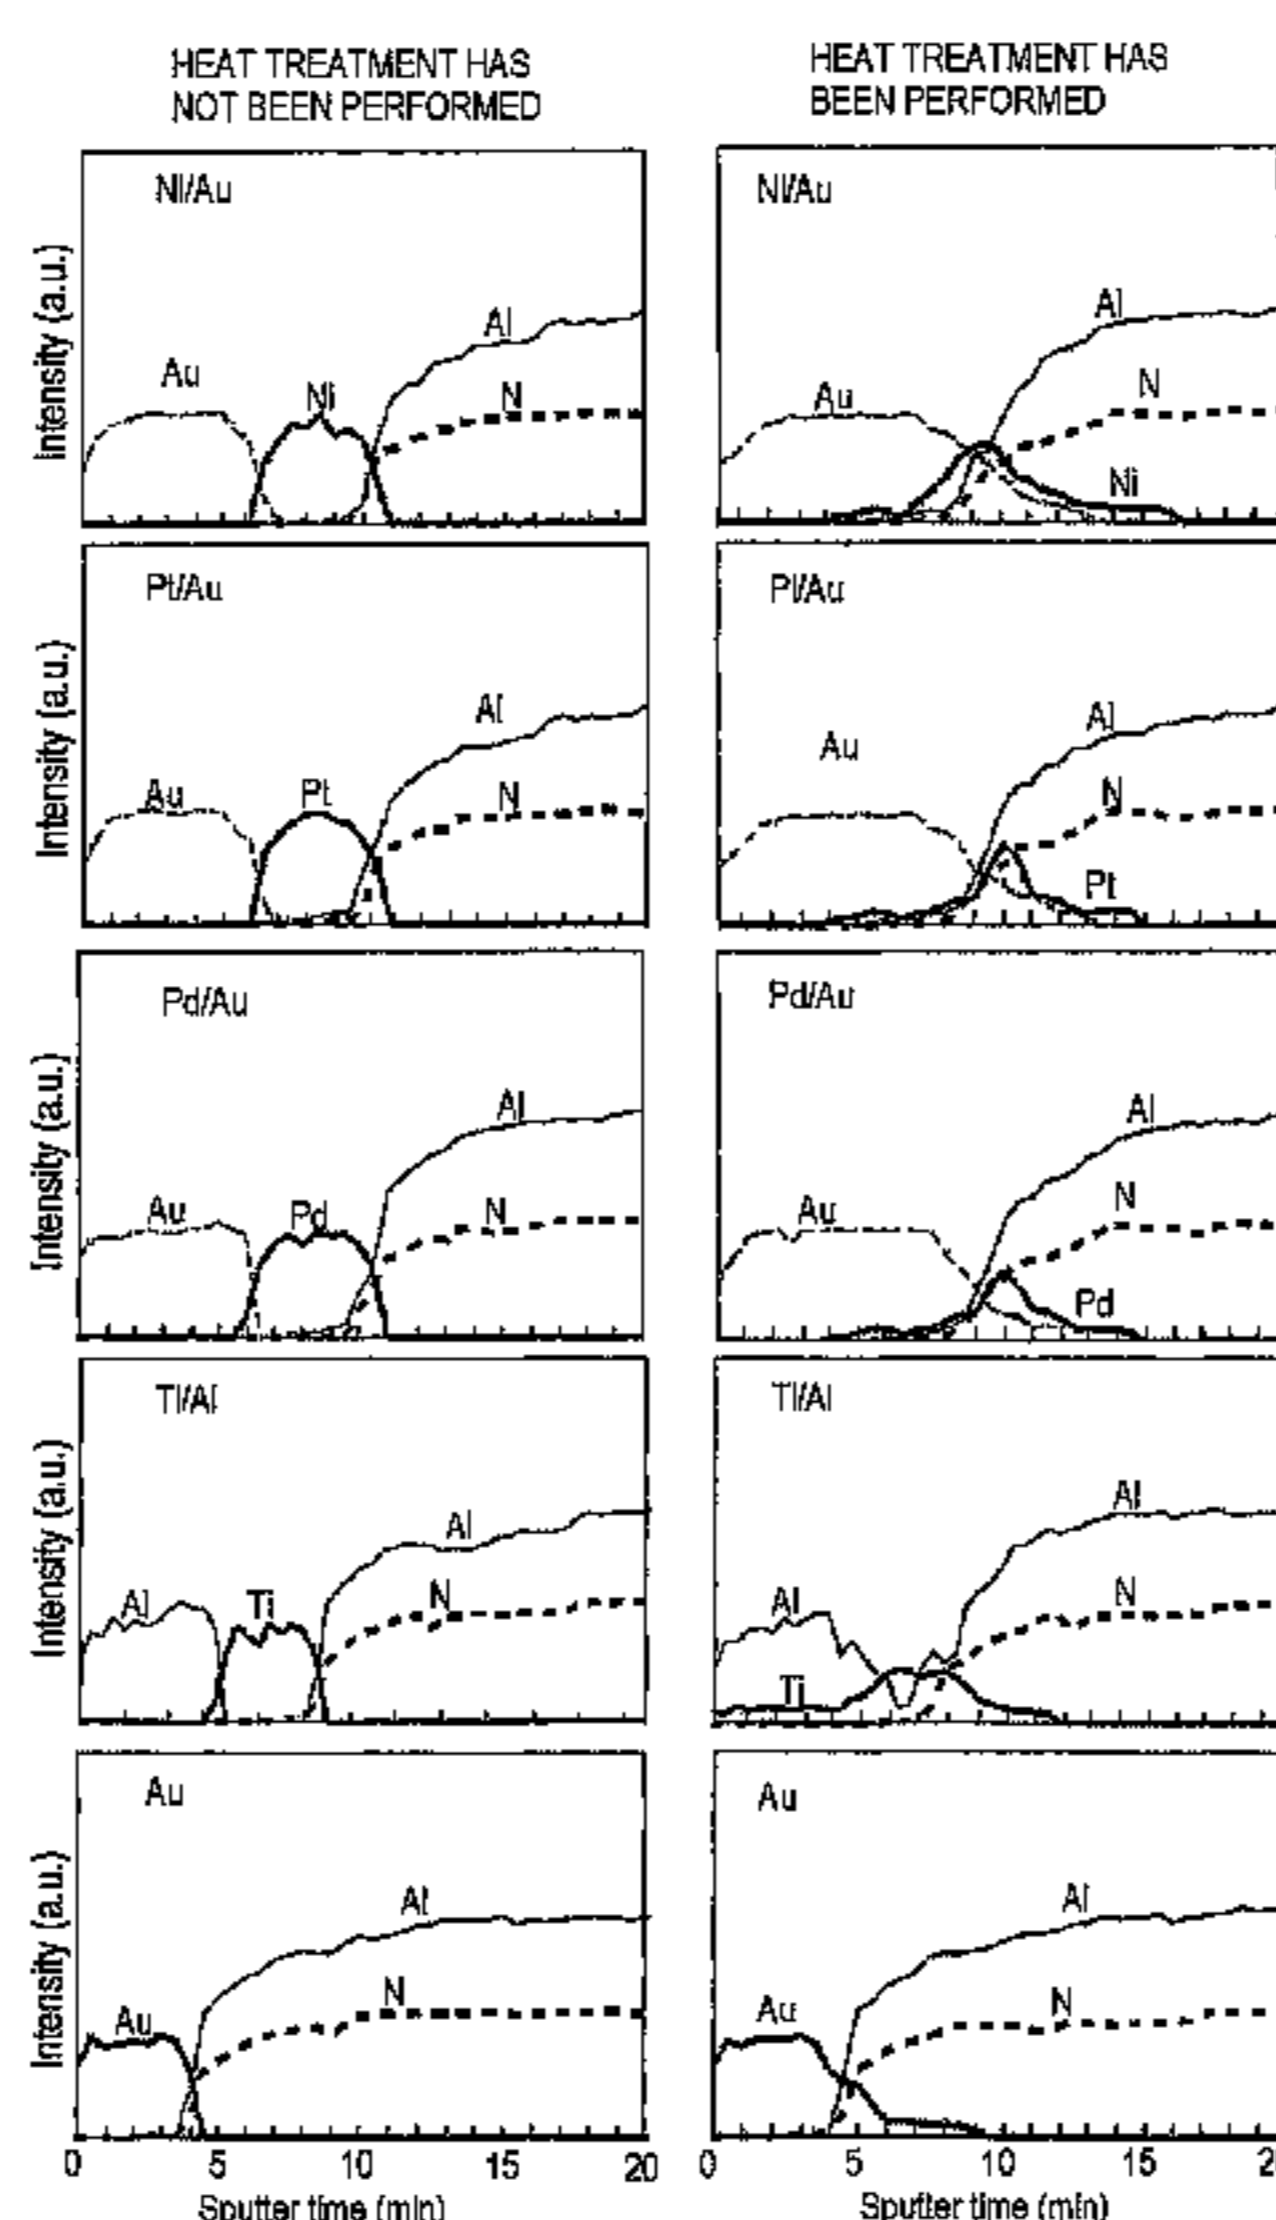 HEAT TREATMENT HAS
NOT BEEN PERFORMED
HEAT TREATMENT HAS
BEEN PERFORMED
Ni/Au
Intensity (a.u.)
Au
Ni
Al
N
Ni/Au
Au
Al
N
Ni
Pt/Au
Intensity (a.u.)
Au
Pt
Al
N
Pt/Au
Au
Al
N
Pt
Pd/Au
Intensity (a.u.)
Au
Pd
Al
N
Pd/Au
Au
Al
N
Pd
Ti/Al
Intensity (a.u.)
Al
Ti
Al
N
Ti/Al
Al
Ti
Al
N
Au
Intensity (a.u.)
Au
Al
N
0 5 10 15 20
Sputter time (min)
Au
Au
Al
N
0 5 10 15
Sputter time (min)